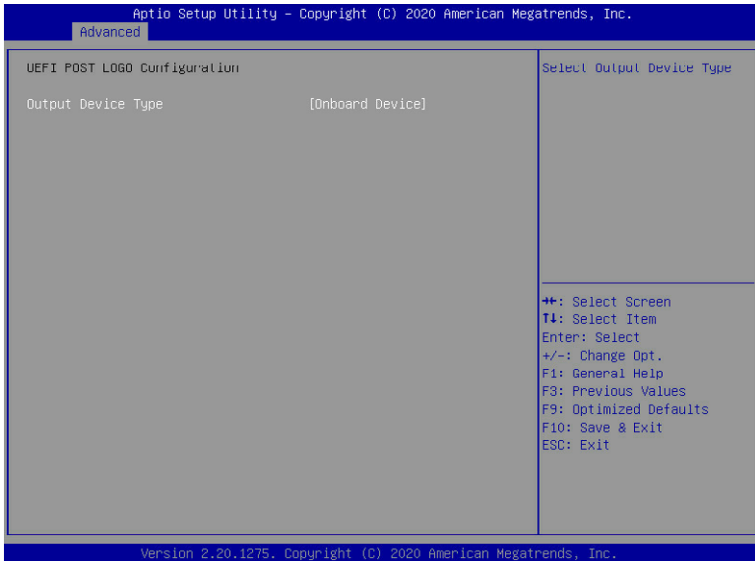 Aptio Setup Utility – Copyright (C) 2020 American Megatrends, Inc.
Advanced
UEFI POST LOGO Configuration
Output Device Type [Onboard Device]
Select Output Device Type
→←: Select Screen
↑↓: Select Item
Enter: Select
+/-: Change Opt.
F1: General Help
F3: Previous Values
F9: Optimized Defaults
F10: Save & Exit
ESC: Exit
Version 2.20.1275. Copyright (C) 2020 American Megatrends, Inc.